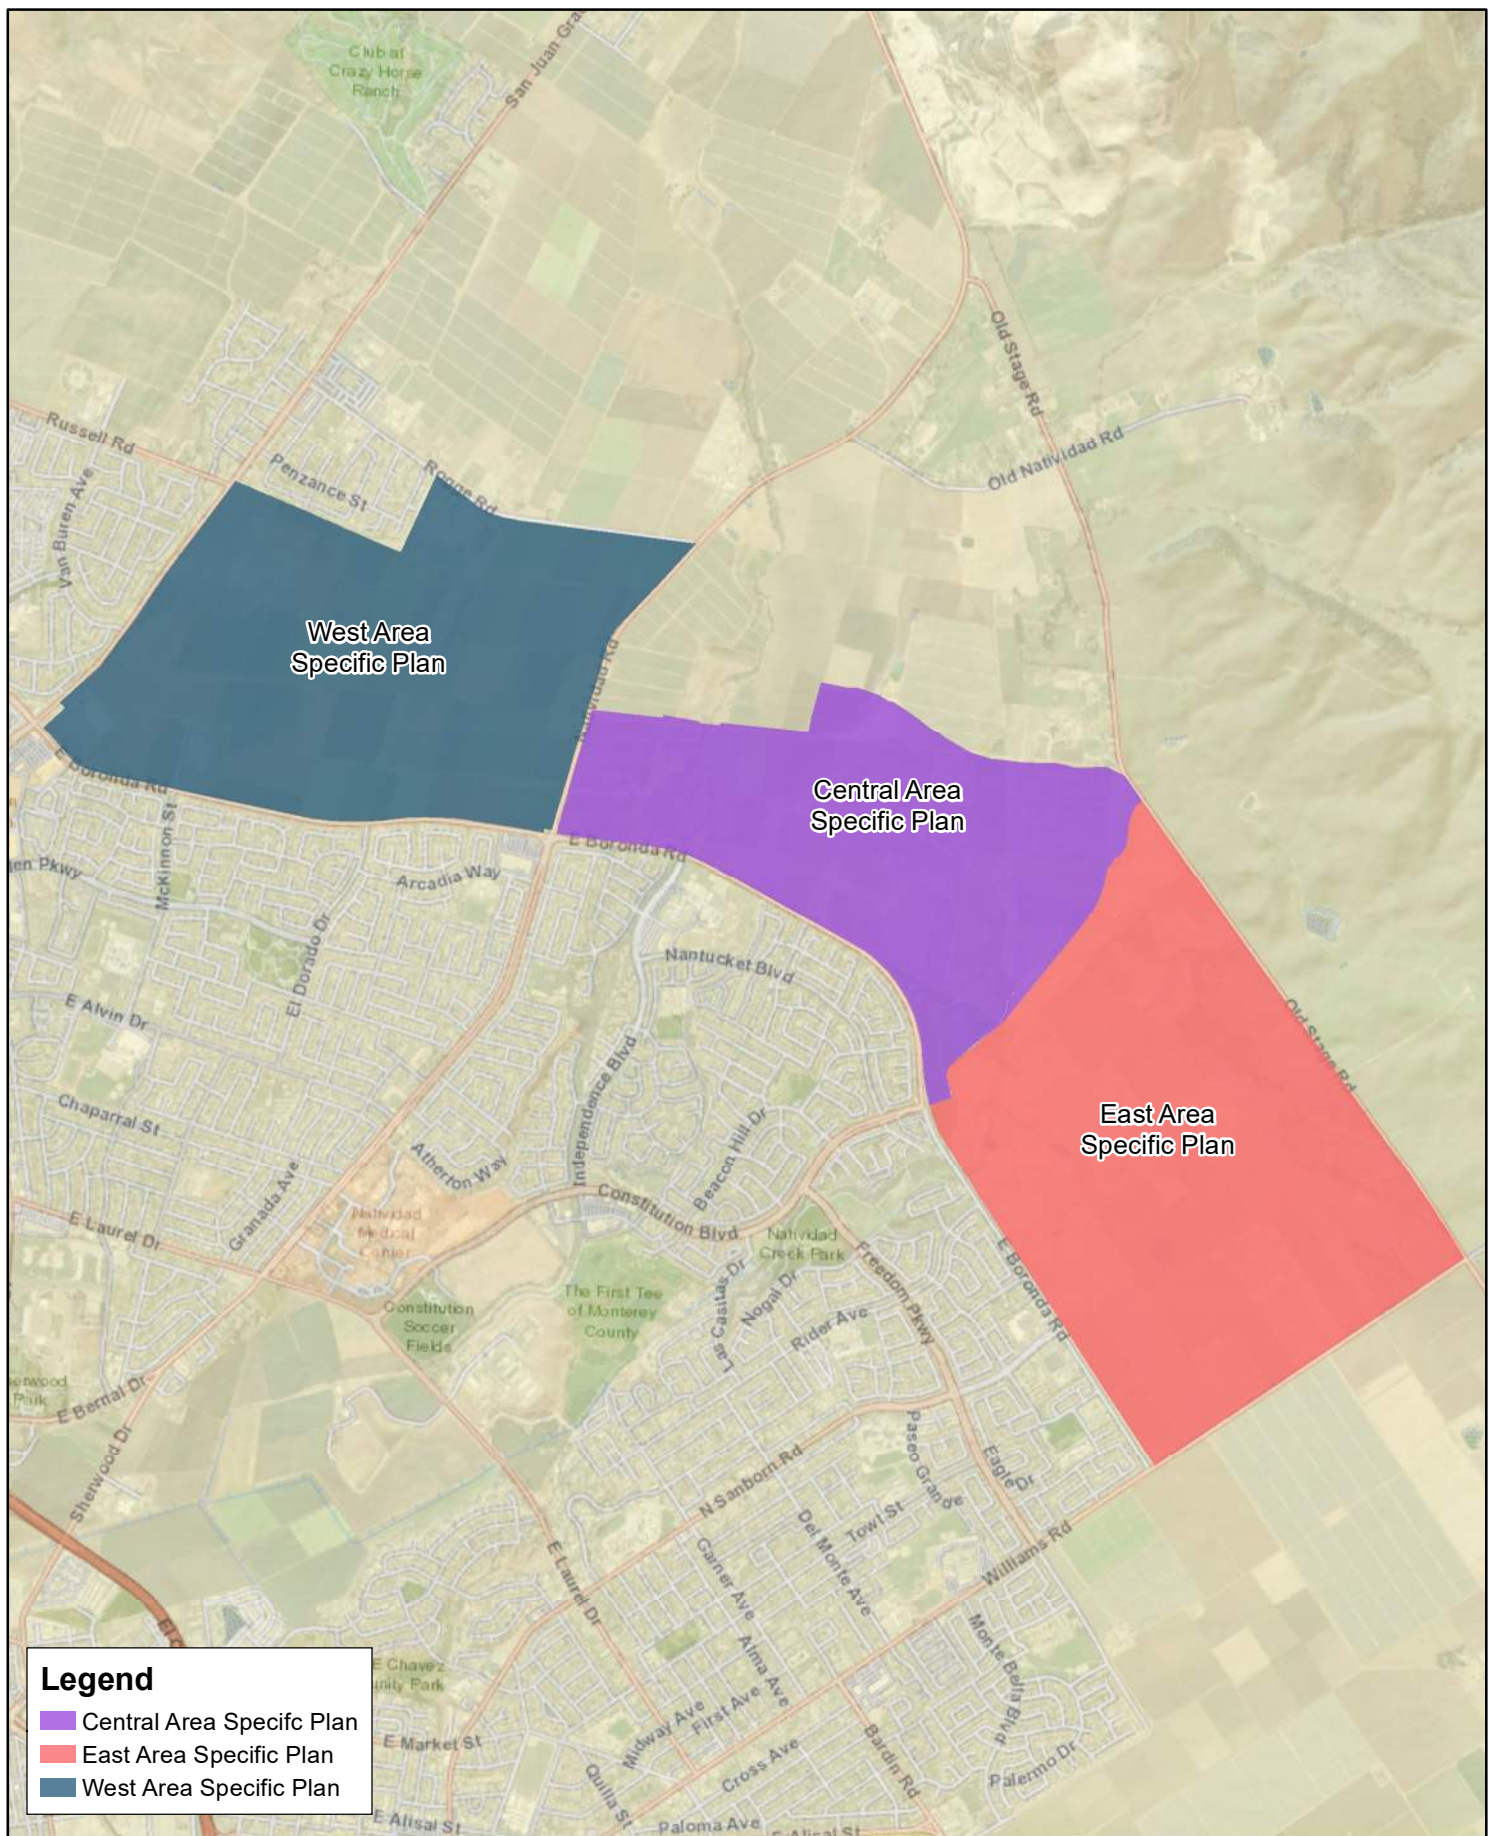 Club at
Crazy Horse
Ranch
San Juan Gra
Old Stage Rd
Old Natividad Rd
Russell Rd
Van Buren Ave
Penzance St
Rogge Rd
West Area
Specific Plan
Natividad Rd
Central Area
Specific Plan
E Boronda Rd
E Boronda Rd
McKinnon St
en Pkwy
Arcadia Way
El Dorado Dr
Nantucket Blvd
E Alvin Dr
Old Stage Rd
Independence Blvd
Chaparral St
East Area
Specific Plan
Beacon Hill Dr
Atherton Way
Granada Ave
E Laurel Dr
Natividad
Medical
Center
Constitution Blvd
Natividad
Creek Park
Freedom Pkwy
E Boronda Rd
Las Casitas Dr
Nogal Dr
Rider Ave
The First Tee
of Monterey
County
Constitution
Soccer
Fields
erwood
Park
E Bernal Dr
Sherwood Dr
N Sanborn Rd
Paseo Grande
Eagle Dr
Towt St
Del Monte Ave
Garner Ave
Williams Rd
E Laurel Dr
Alma Ave
Monte Bella Blvd
El C
E Chavez
nity Park
Midway Ave
First Ave
Cross Ave
Bardin Rd
Palermo Dr
E Market St
Quilla St
E Alisal St
Paloma Ave
E Alisal St
Legend
Central Area Specifc Plan
East Area Specific Plan
West Area Specific Plan